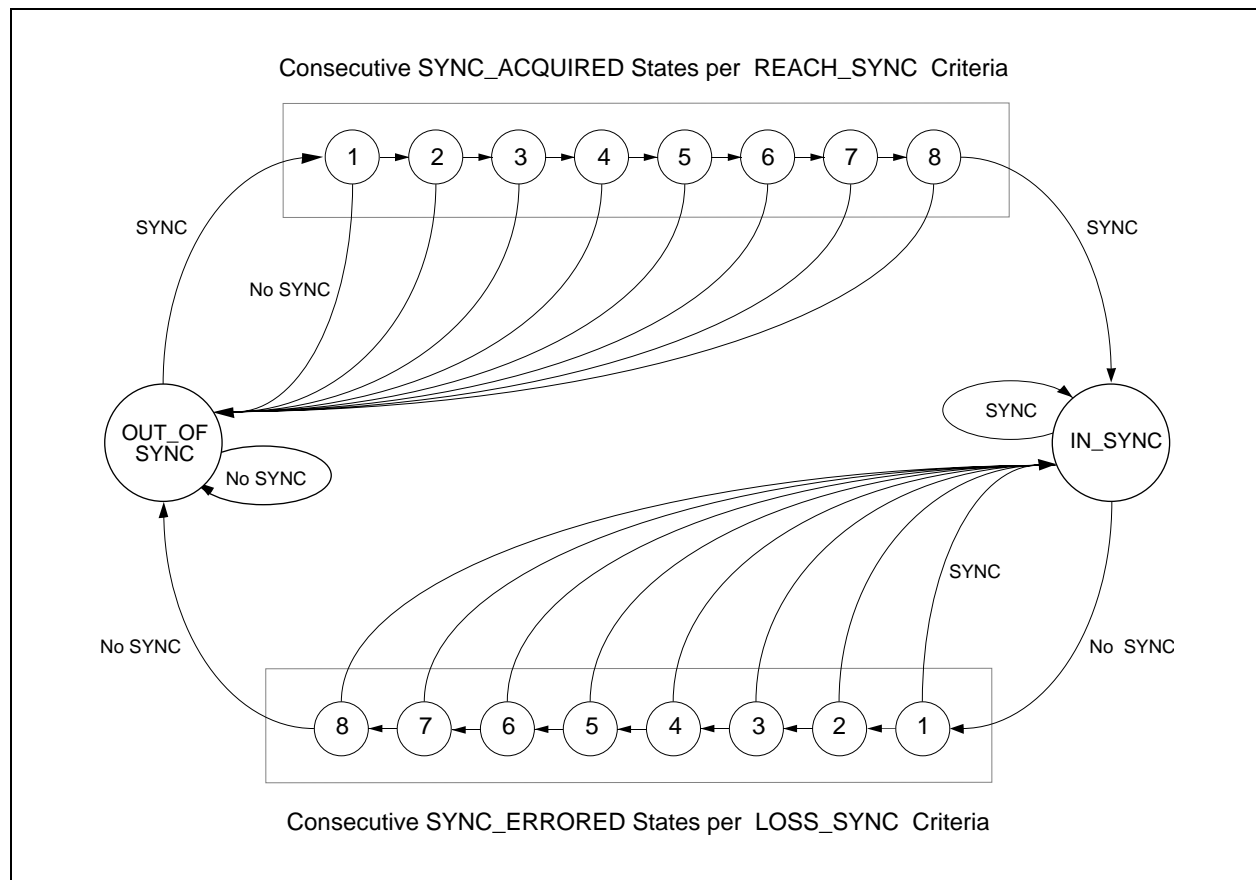 Consecutive SYNC_ACQUIRED States per REACH_SYNC Criteria
1 2 3 4 5 6 7 8
SYNC
SYNC
No SYNC
OUT_OF
SYNC
No SYNC
SYNC
IN_SYNC
SYNC
No SYNC
No SYNC
8 7 6 5 4 3 2 1
Consecutive SYNC_ERRORED States per LOSS_SYNC Criteria